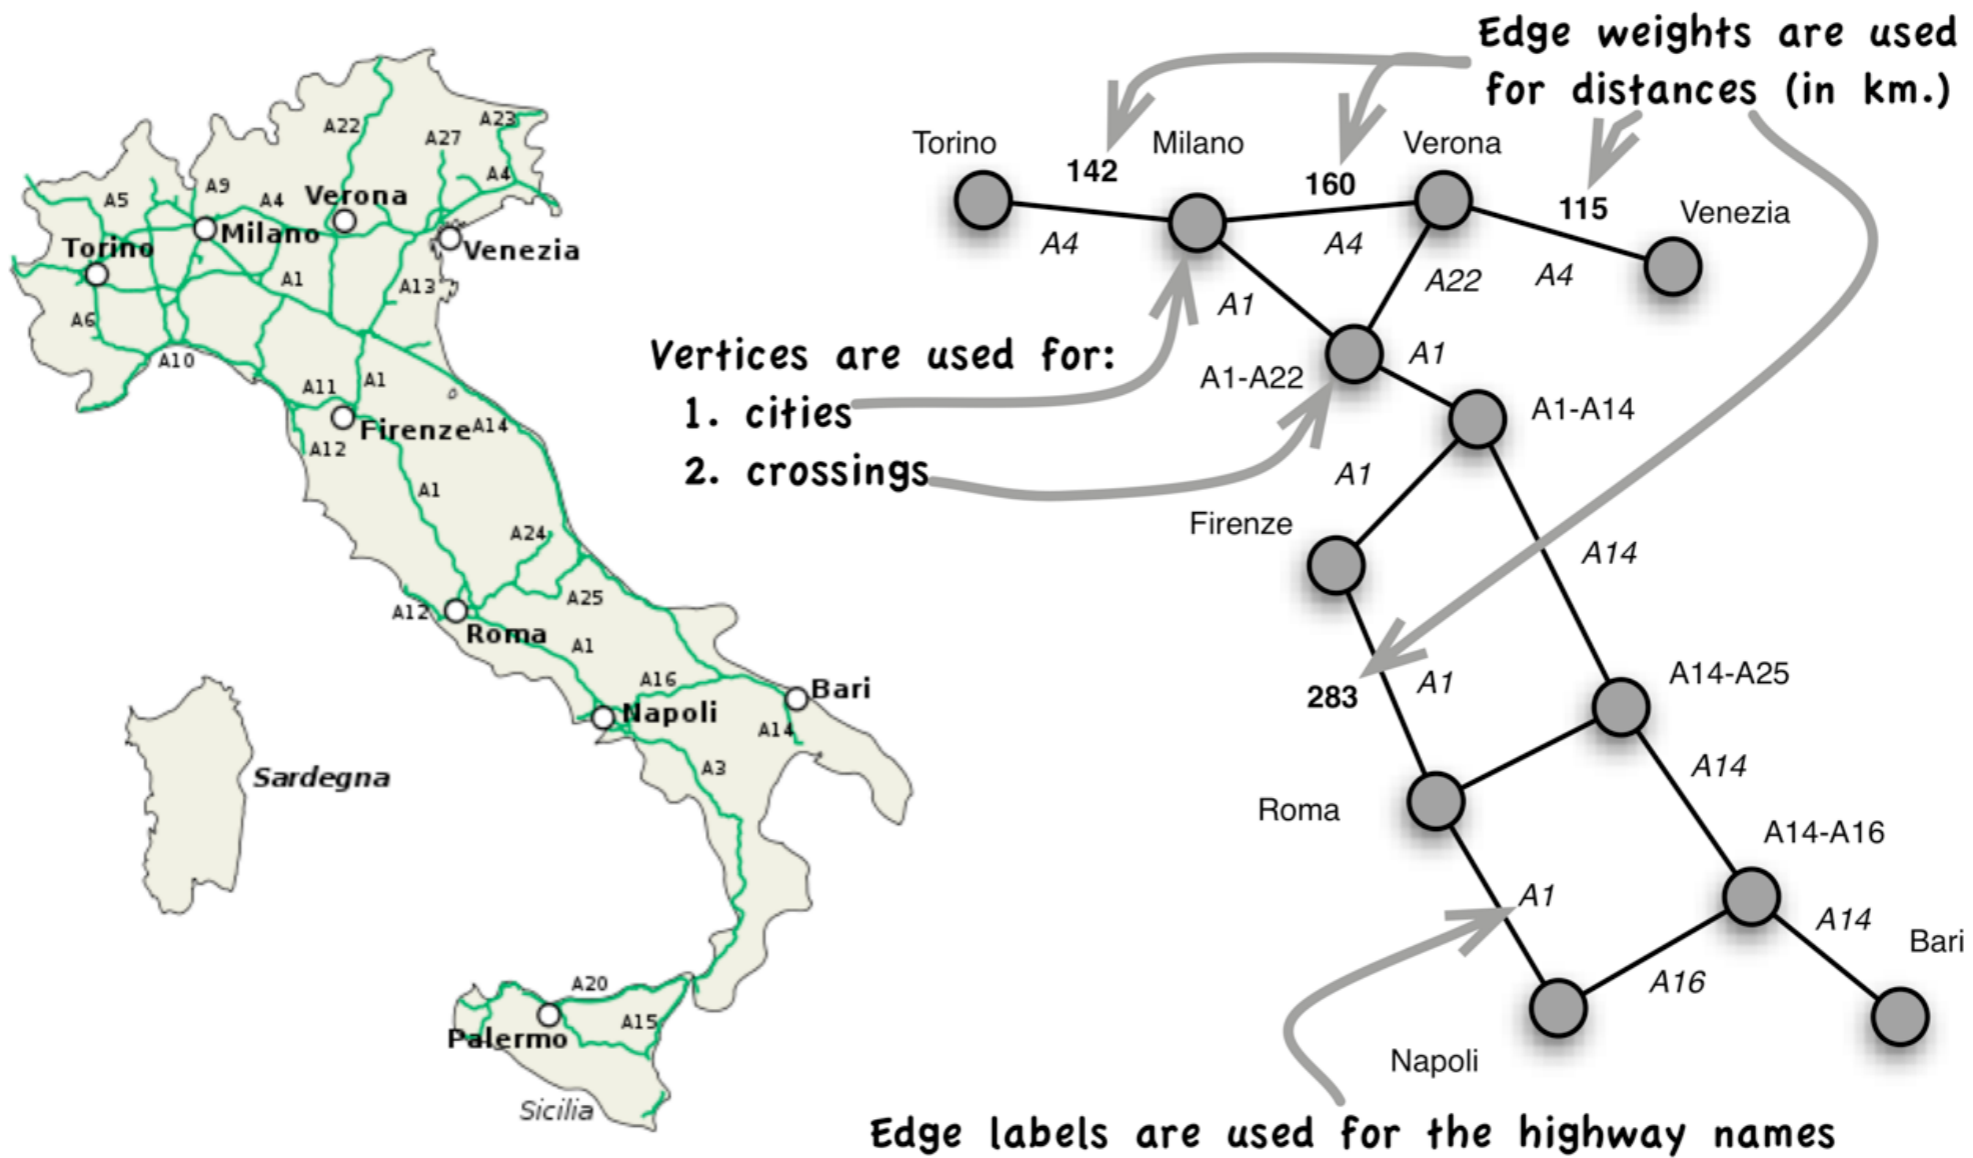 A22
A27
A23
A4
A5
A9
A4
Verona
Torino
Milano
Venezia
A1
A13
A6
A10
A11
A1
Firenze
A14
A12
A1
A24
A25
A12
Roma
A1
A16
Bari
Napoli
A14
A3
Sardegna
A20
A15
Palermo
Sicilia
Edge weights are used
for distances (in km.)
Torino
142
Milano
160
Verona
115
Venezia
A4
A4
A22
A4
A1
Vertices are used for:
1. cities
2. crossings
A1-A22
A1
A1-A14
A1
Firenze
A14
283
A1
A14-A25
A14
Roma
A14-A16
A1
A14
Bari
A16
Napoli
Edge labels are used for the highway names